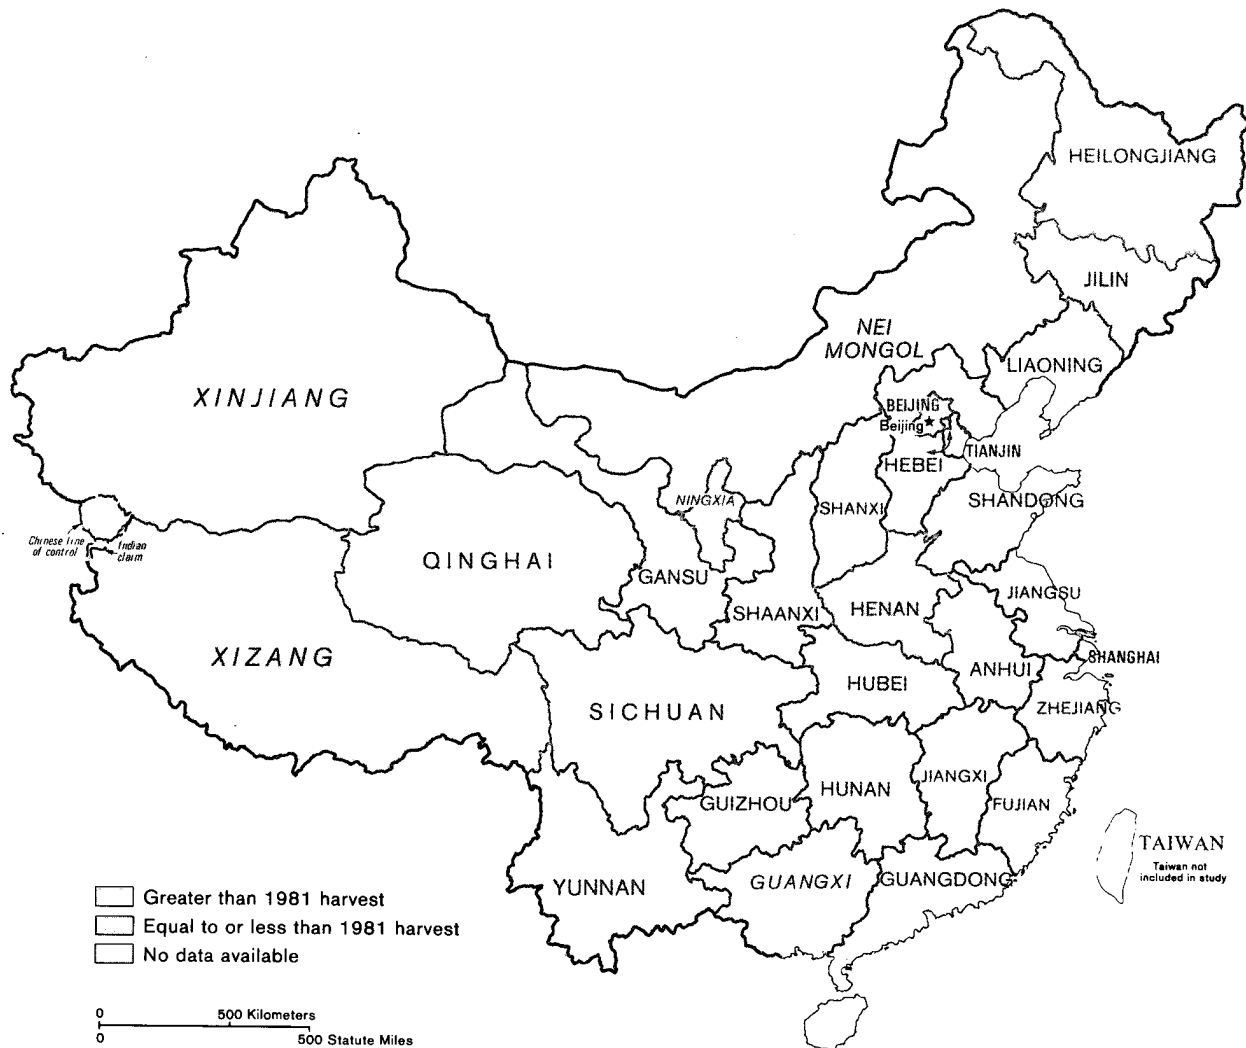 HEILONGJIANG
JILIN
NEI
MONGOL
LIAONING
XINJIANG
BEIJING
Beijing
TIANJIN
HEBEI
NINGXIA
SHANXI
SHANDONG
Chinese line
of control
Indian
claim
QINGHAI
GANSU
SHAANXI
HENAN
JIANGSU
XIZANG
ANHUI
SHANGHAI
HUBEI
SICHUAN
ZHEJIANG
JIANGXI
HUNAN
GUIZHOU
FUJIAN
TAIWAN
Taiwan not
included in study
YUNNAN
GUANGXI
GUANGDONG
Greater than 1981 harvest
Equal to or less than 1981 harvest
No data available
0 500 Kilometers
0 500 Statute Miles